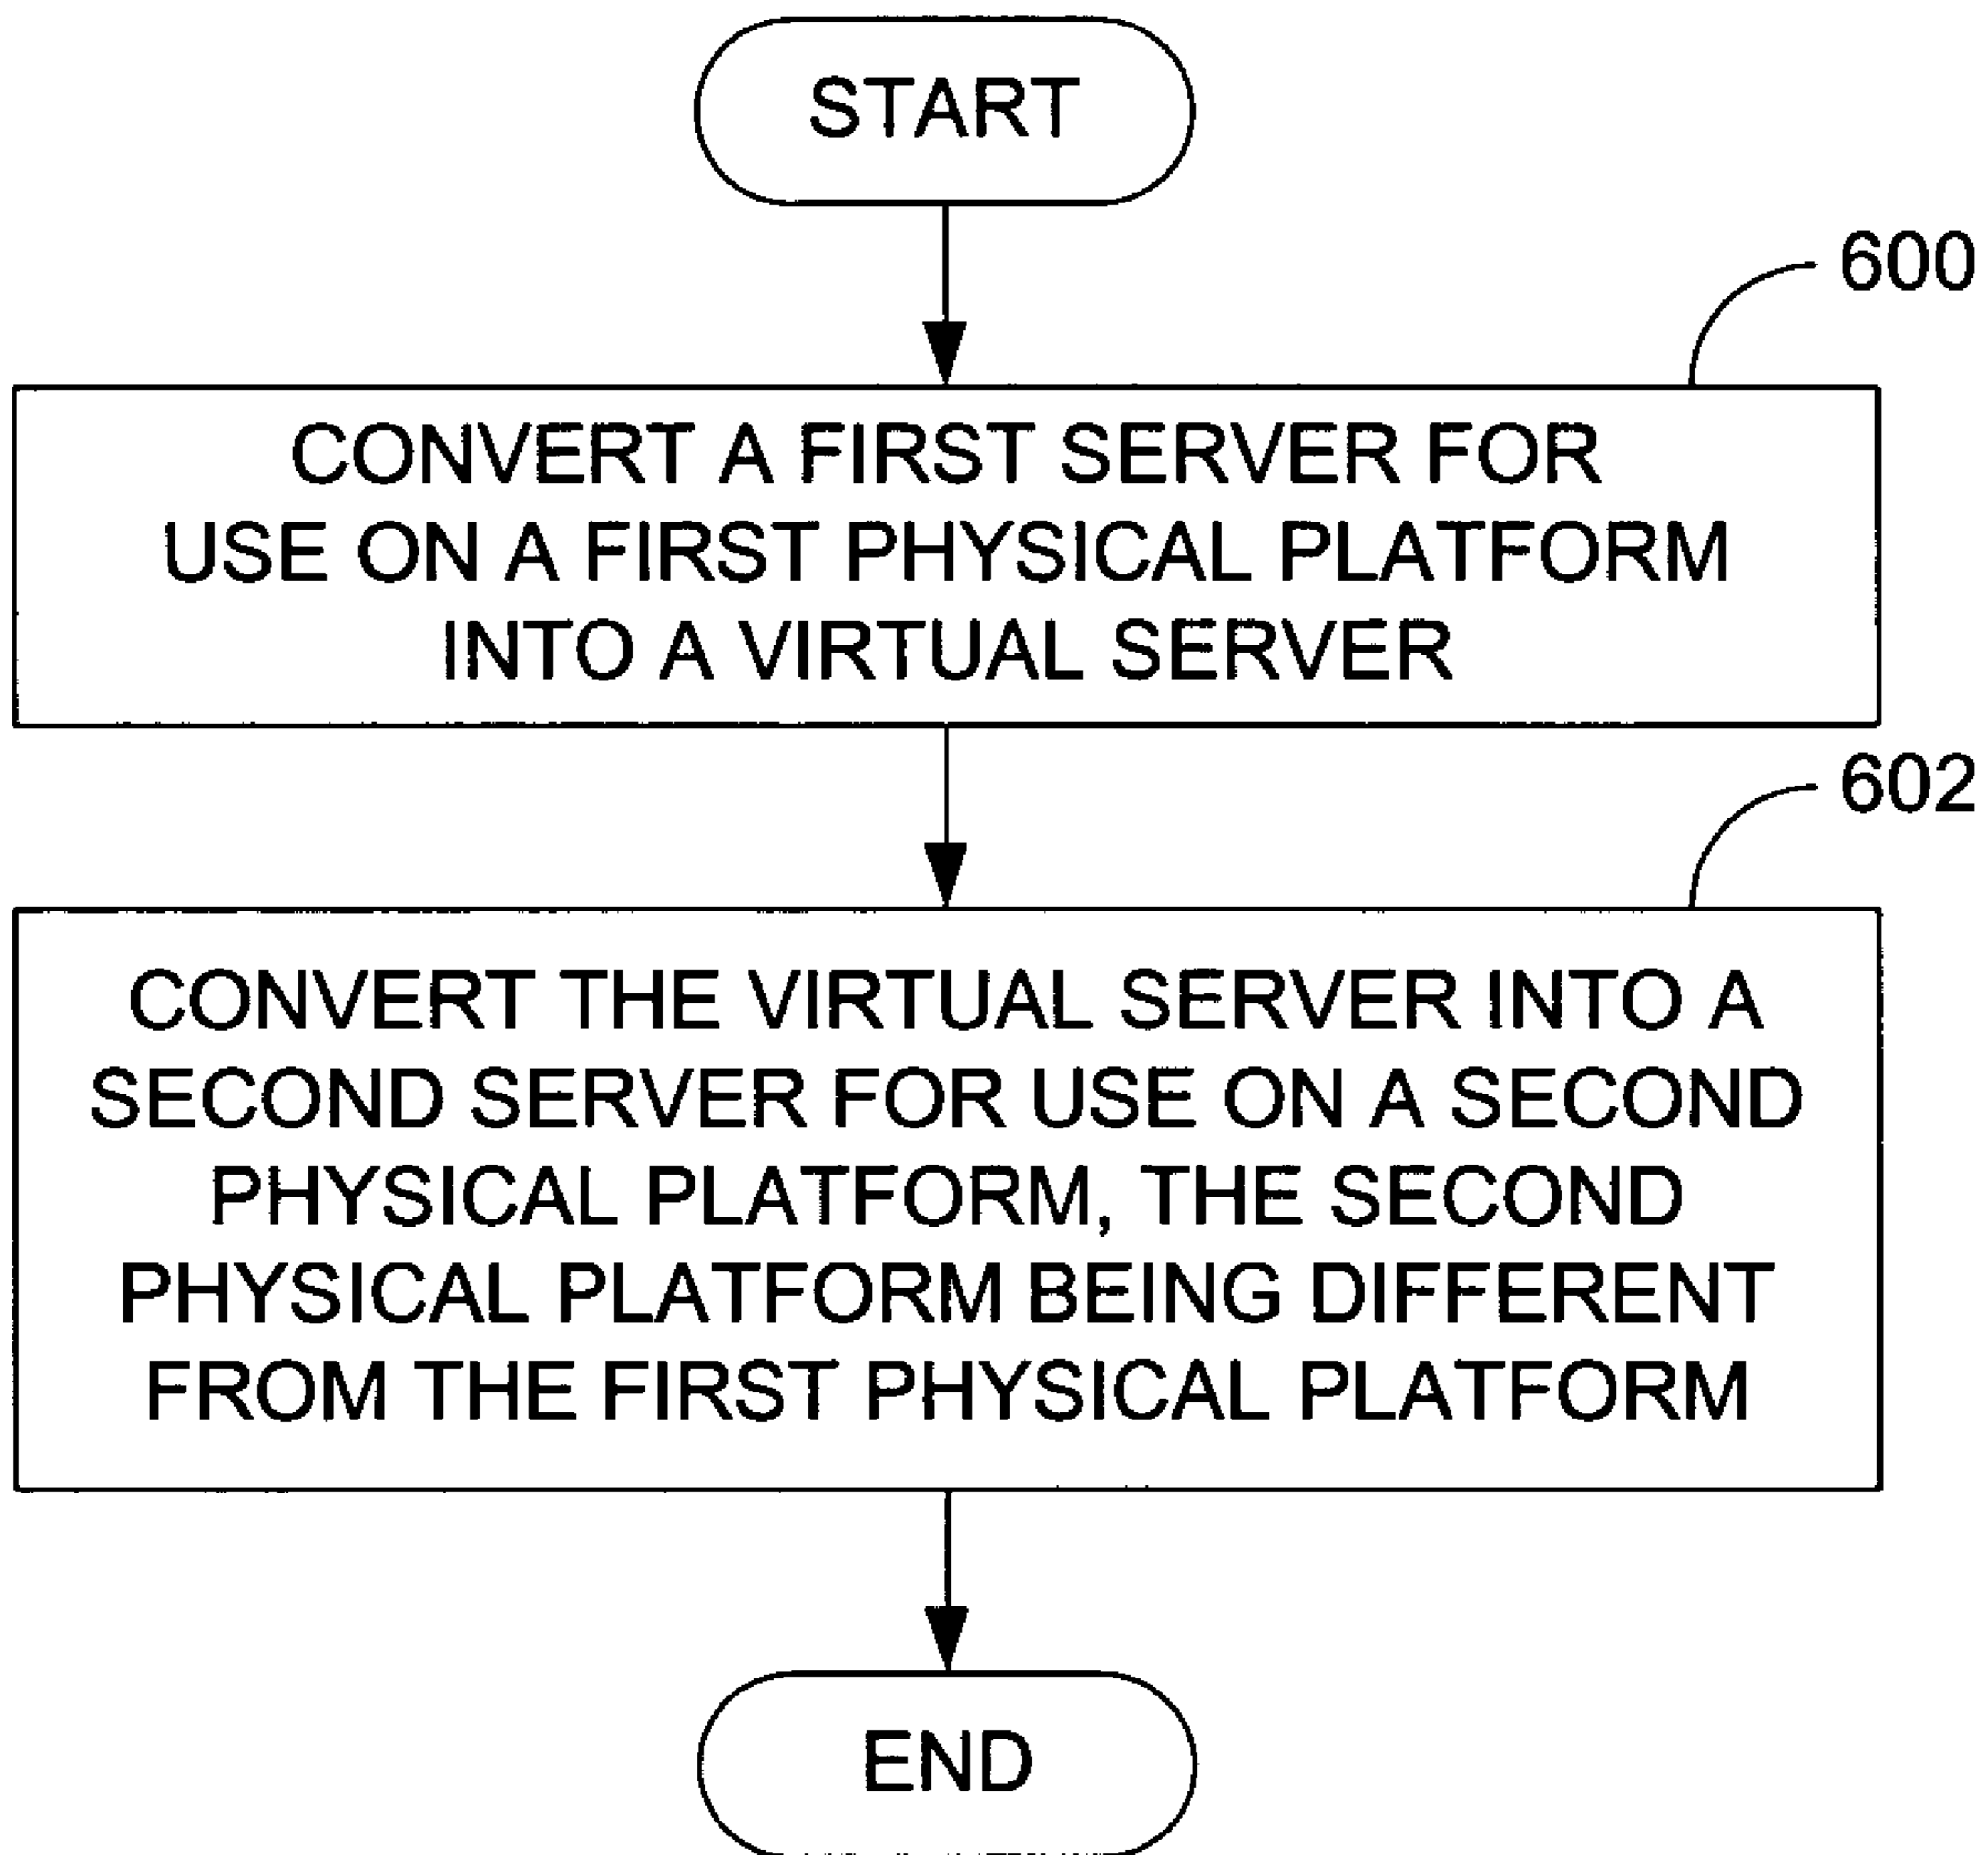 START
600
CONVERT A FIRST SERVER FOR
USE ON A FIRST PHYSICAL PLATFORM
INTO A VIRTUAL SERVER
602
CONVERT THE VIRTUAL SERVER INTO A
SECOND SERVER FOR USE ON A SECOND
PHYSICAL PLATFORM, THE SECOND
PHYSICAL PLATFORM BEING DIFFERENT
FROM THE FIRST PHYSICAL PLATFORM
END